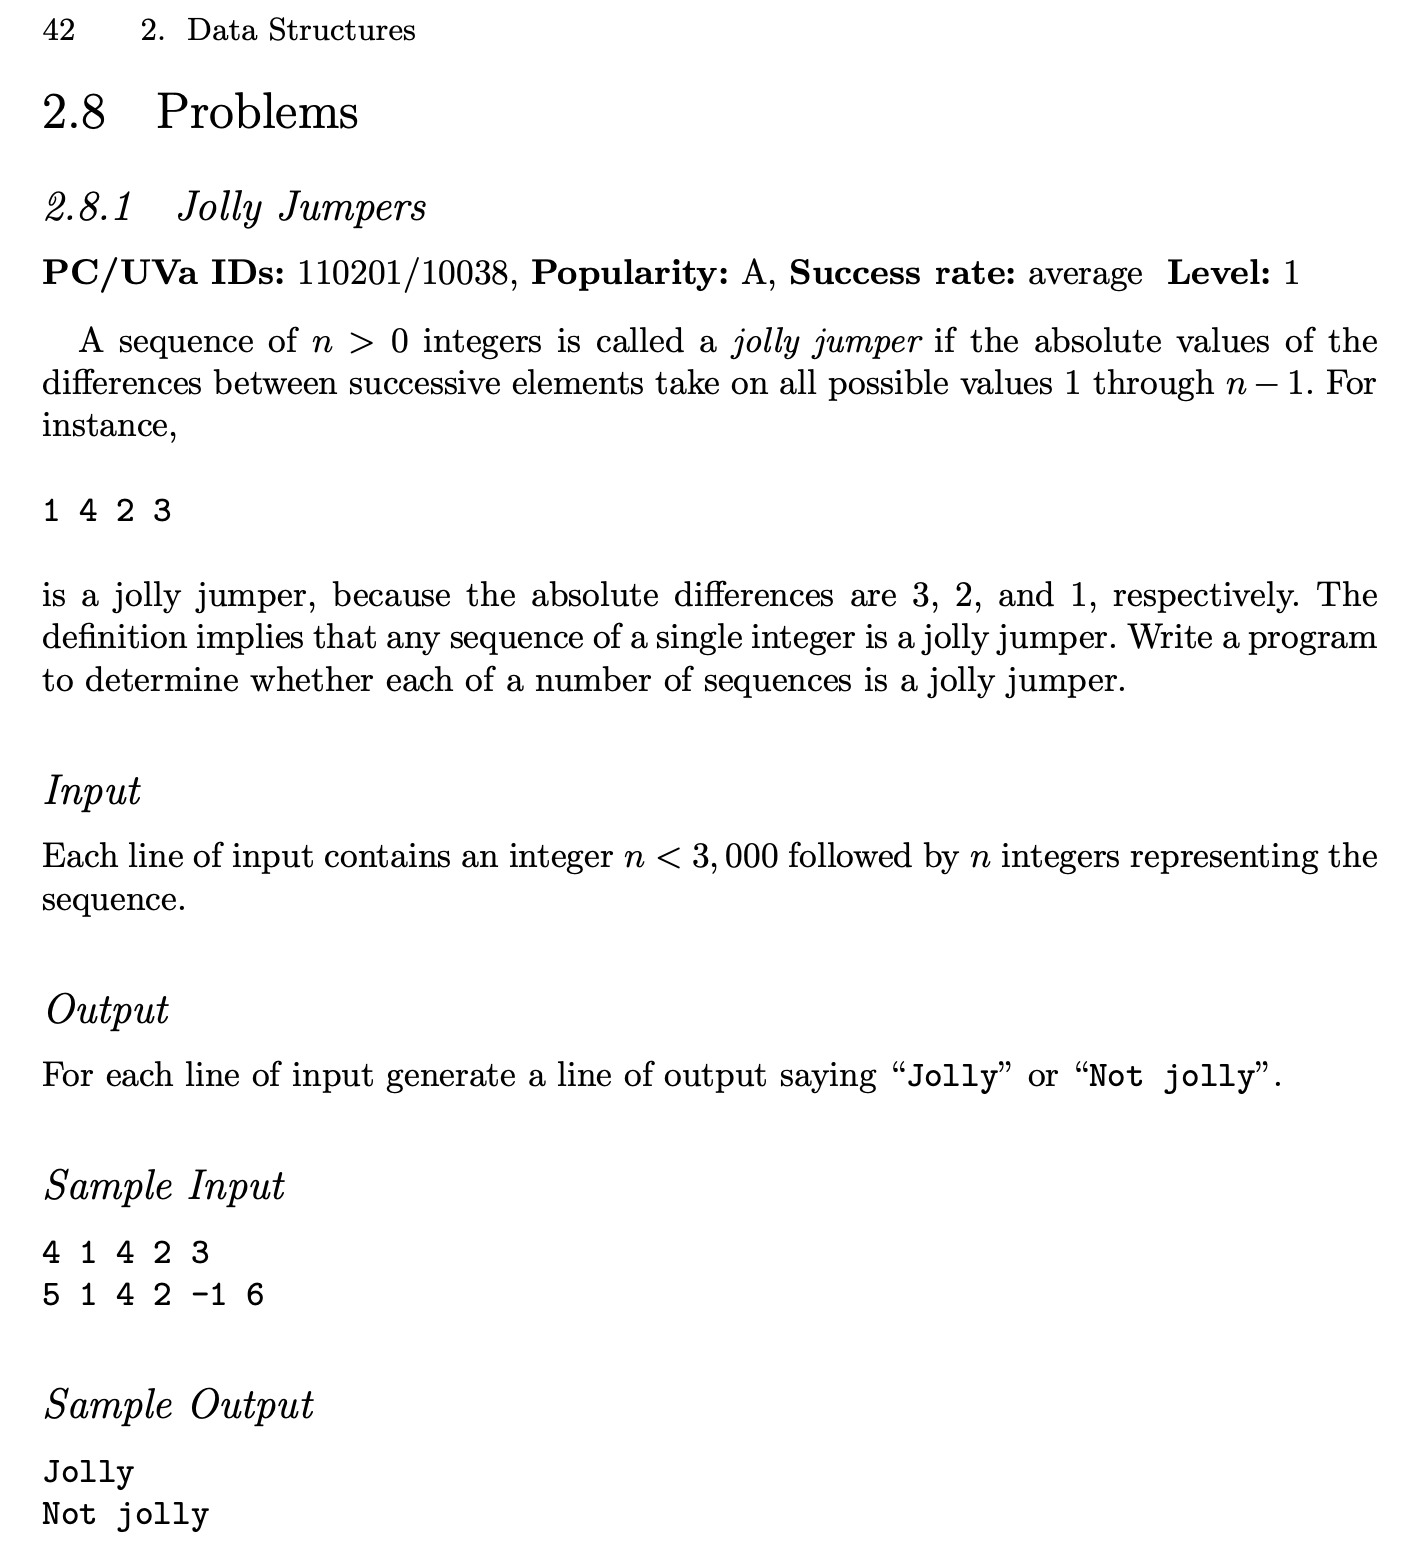 42 2. Data Structures
2.8 Problems
2.8.1 Jolly Jumpers
PC/UVa IDs: 110201/10038, Popularity: A, Success rate: average Level: 1
A sequence of n > 0 integers is called a jolly jumper if the absolute values of the
differences between successive elements take on all possible values 1 through n − 1. For
instance,
1 4 2 3
is a jolly jumper, because the absolute differences are 3, 2, and 1, respectively. The
definition implies that any sequence of a single integer is a jolly jumper. Write a program
to determine whether each of a number of sequences is a jolly jumper.
Input
Each line of input contains an integer n < 3, 000 followed by n integers representing the
sequence.
Output
For each line of input generate a line of output saying “Jolly” or “Not jolly”.
Sample Input
4 1 4 2 3
5 1 4 2 -1 6
Sample Output
Jolly
Not jolly